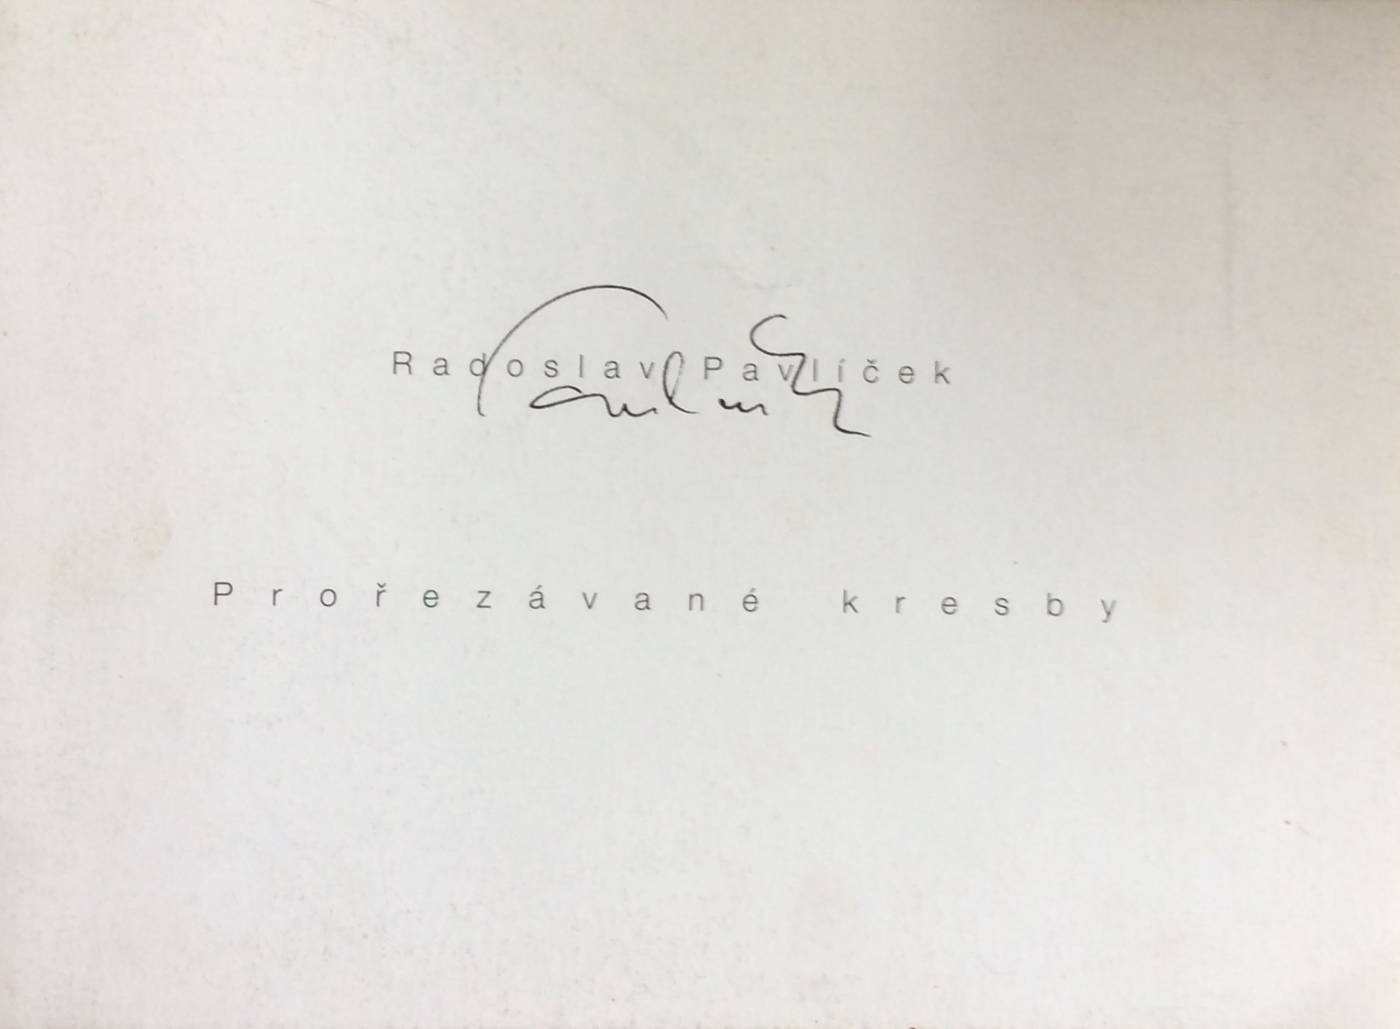 Radoslav Pavlíček
Prořezávané kresby